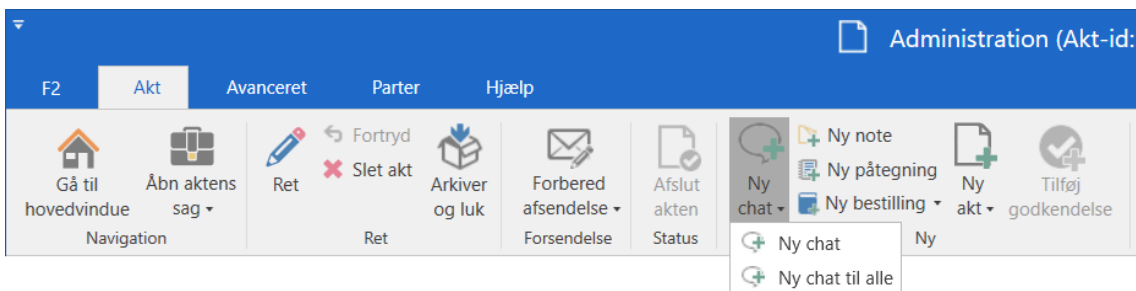 Administration (Akt-id:
F2 Akt Avanceret Parter Hjælp
Gå til hovedvindue
Åbn aktens sag
Ret
Fortryd
Slet akt
Arkiver og luk
Forbered afsendelse
Afslut akten
Ny chat
Ny note
Ny påtegning
Ny bestilling
Ny akt
Tilføj godkendelse
Navigation Ret Forsendelse Status Ny
Ny chat
Ny chat til alle